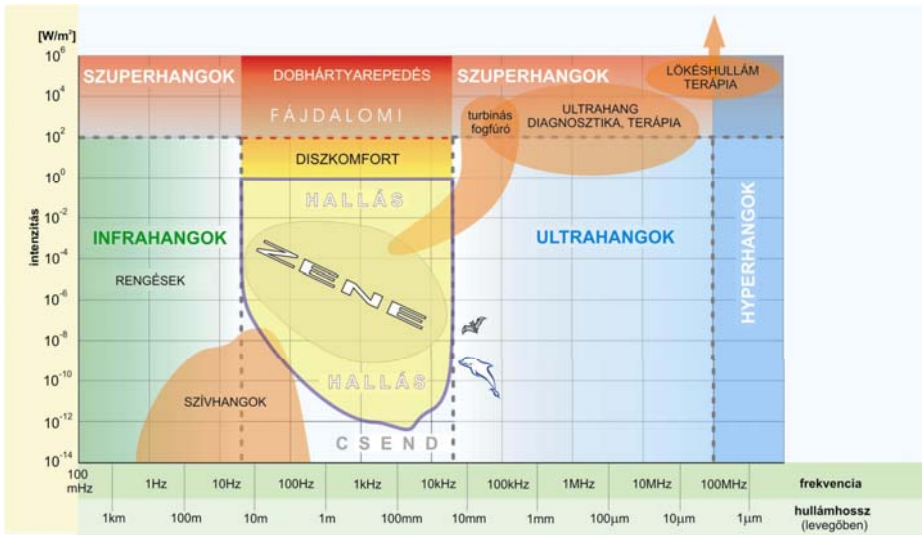 [W/m²]
10⁶
SZUPERHANGOK
DOBHÁRTYAREPEDÉS
SZUPERHANGOK
LÖKÉSHULLÁM
TERÁPIA
10⁴
FÁJDALOMI
turbinás
fogfúró
ULTRAHANG
DIAGNOSZTIKA, TERÁPIA
10²
DISZKOMFORT
10⁰
HALLÁS
10⁻²
intenzitás
INFRAHANGOK
ZENE
ULTRAHANGOK
HYPERHANGOK
10⁻⁴
RENGÉSEK
10⁻⁶
10⁻⁸
10⁻¹⁰
HALLÁS
SZÍVHANGOK
10⁻¹²
CSEND
10⁻¹⁴
100 mHz 1Hz 10Hz 100Hz 1kHz 10kHz 100kHz 1MHz 10MHz 100MHz frekvencia
1km 100m 10m 1m 100mm 10mm 1mm 100µm 10µm 1µm hullámhossz
(levegőben)